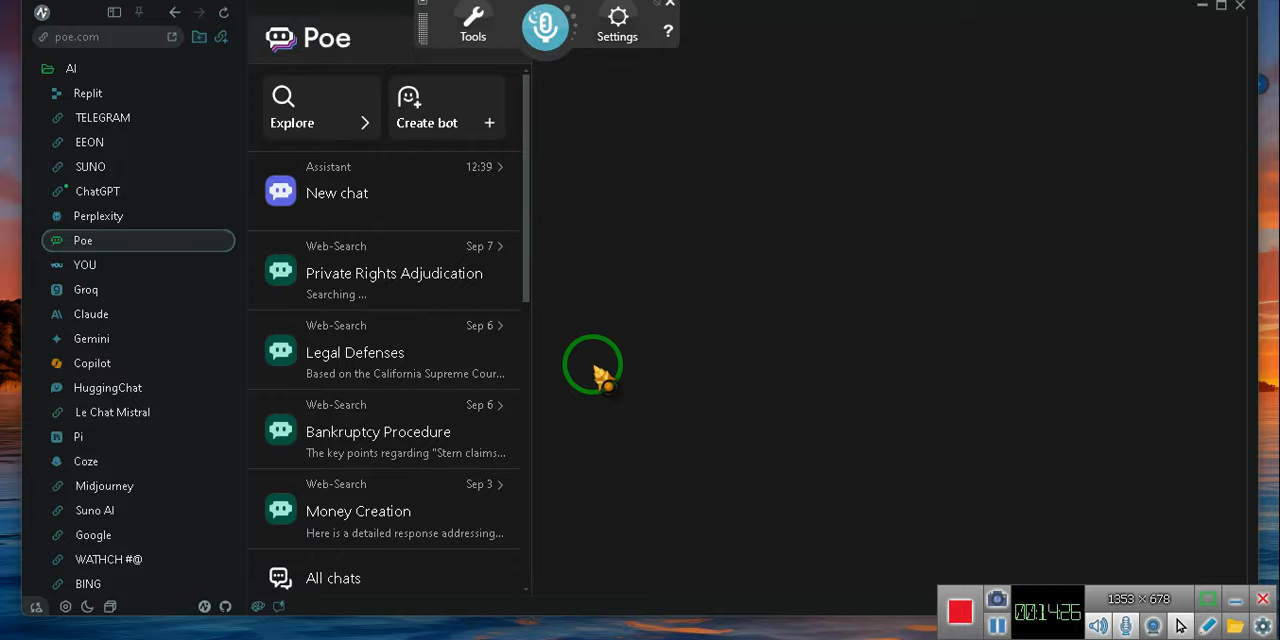 poe.com
AI
Replit
TELEGRAM
EEON
SUNO
ChatGPT
Perplexity
Poe
YOU
YOU
Groq
Claude
Gemini
Copilot
HuggingChat
Le Chat Mistral
Pi
Coze
Midjourney
Suno AI
Google
WATHCH #@
BING
Poe
Explore
Create bot +
Assistant 12:39
New chat
Web-Search Sep 7
Private Rights Adjudication
Searching ...
Web-Search Sep 6
Legal Defenses
Based on the California Supreme Cour...
Web-Search Sep 6
Bankruptcy Procedure
The key points regarding "Stern claims...
Web-Search Sep 3
Money Creation
Here is a detailed response addressing...
All chats
Tools
Settings
?
1353 × 678
00:14:26